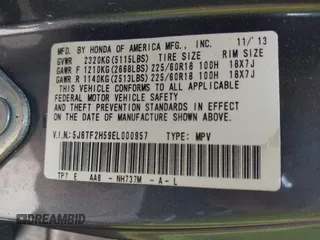 MFD. BY HONDA OF AMERICA MFG., INC. 11/13
GVWR 2320KG(5115LBS) TIRE SIZE RIM SIZE
GAWR F 1210KG(2668LBS) 225/60R18 100H 18X7J
GAWR R 1140KG(2513LBS) 225/60R18 100H 18X7J
THIS VEHICLE CONFORMS TO ALL APPLICABLE
FEDERAL MOTOR VEHICLE SAFETY AND
THEFT PREVENTION STANDARDS IN EFFECT ON
THE DATE OF MANUFACTURE SHOWN ABOVE.
V.I.N.: 5J6TF2H59EL000957 TYPE: MPV
TP7 E AA8 - NH737M - A - L
DREAMBID